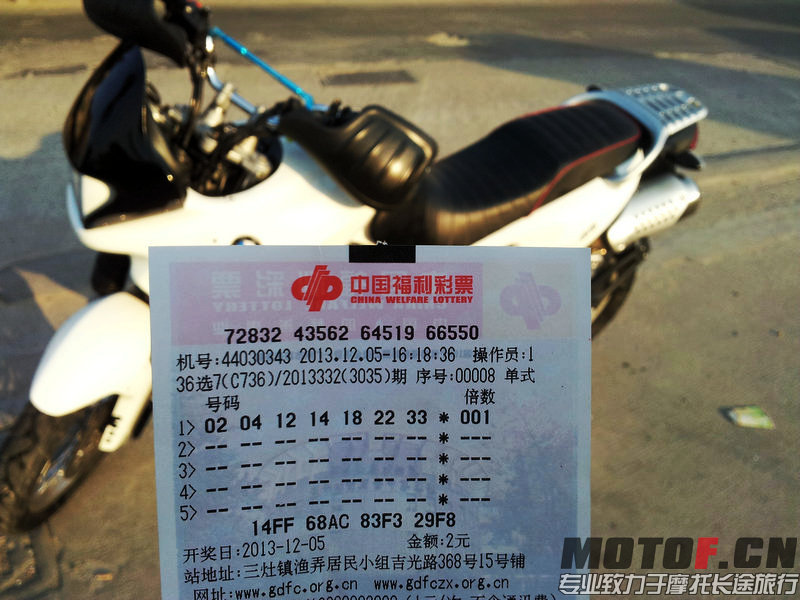 中国福利彩票
CHINA WELFARE LOTTERY
72832 43562 64519 66550
机号:44030343 2013.12.05-16:18:36 操作员:1
36选7(C736)/2013332(3035)期 序号:00008 单式
号码 倍数
1> 02 04 12 14 18 22 33 * 001
2> -- -- -- -- -- -- -- * ---
3> -- -- -- -- -- -- -- * ---
4> -- -- -- -- -- -- -- * ---
5> -- -- -- -- -- -- -- * ---
14FF 68AC 83F3 29F8
开奖日:2013-12-05 金额:2元
站地址: 三灶镇渔弄居民小组吉光路368号15号铺
网址:www.gdfc.org.cn www.gdfczx.org.cn
MOTOF.CN
专业致力于摩托长途旅行